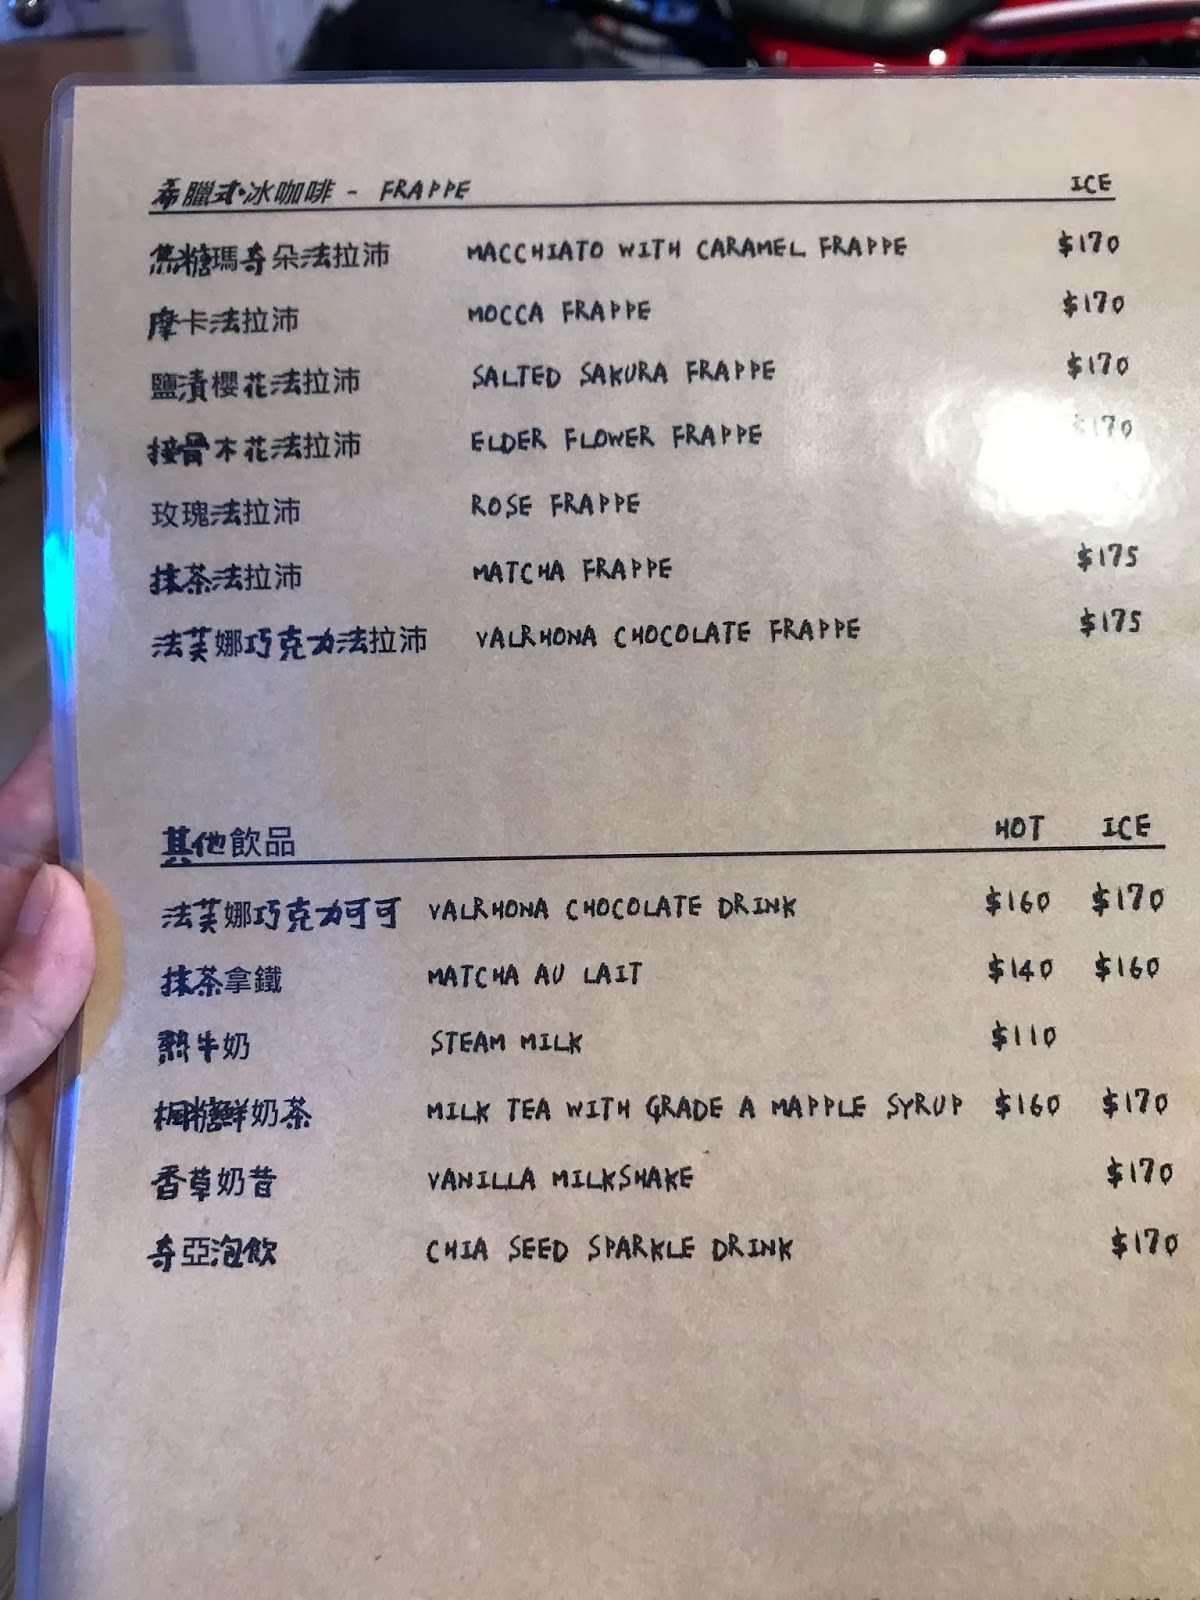 希臘式·冰咖啡 - FRAPPE ICE
焦糖瑪奇朵法拉沛 MACCHIATO WITH CARAMEL FRAPPE $170
摩卡法拉沛 MOCCA FRAPPE $170
鹽漬櫻花法拉沛 SALTED SAKURA FRAPPE $170
接骨木花法拉沛 ELDER FLOWER FRAPPE $170
玫瑰法拉沛 ROSE FRAPPE
抹茶法拉沛 MATCHA FRAPPE $175
法芙娜巧克力法拉沛 VALRHONA CHOCOLATE FRAPPE $175
其他飲品 HOT ICE
法芙娜巧克力可可 VALRHONA CHOCOLATE DRINK $160 $170
抹茶拿鐵 MATCHA AU LAIT $140 $160
熱牛奶 STEAM MILK $110
楓糖鮮奶茶 MILK TEA WITH GRADE A MAPPLE SYRUP $160 $170
香草奶昔 VANILLA MILKSHAKE $170
奇亞泡飲 CHIA SEED SPARKLE DRINK $170